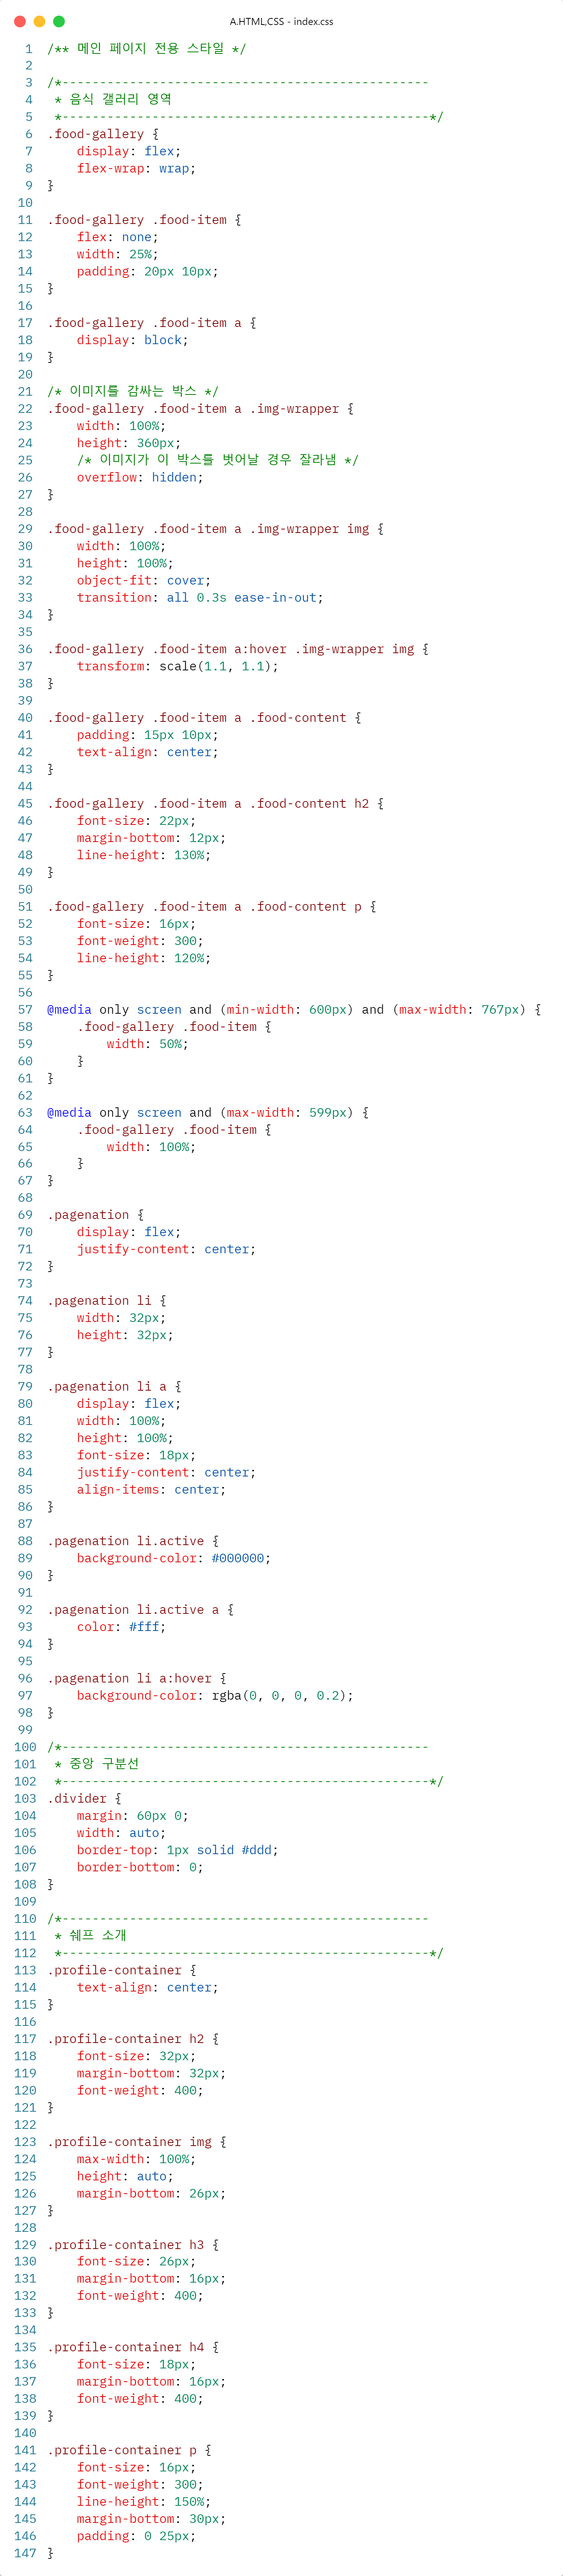 A.HTML,CSS - index.css
1 /** 메인 페이지 전용 스타일 */
2
3 /*-------------------------------------------------
4  * 음식 갤러리 영역
5  *-------------------------------------------------*/
6 .food-gallery {
7     display: flex;
8     flex-wrap: wrap;
9 }
10
11 .food-gallery .food-item {
12     flex: none;
13     width: 25%;
14     padding: 20px 10px;
15 }
16
17 .food-gallery .food-item a {
18     display: block;
19 }
20
21 /* 이미지를 감싸는 박스 */
22 .food-gallery .food-item a .img-wrapper {
23     width: 100%;
24     height: 360px;
25     /* 이미지가 이 박스를 벗어날 경우 잘라냄 */
26     overflow: hidden;
27 }
28
29 .food-gallery .food-item a .img-wrapper img {
30     width: 100%;
31     height: 100%;
32     object-fit: cover;
33     transition: all 0.3s ease-in-out;
34 }
35
36 .food-gallery .food-item a:hover .img-wrapper img {
37     transform: scale(1.1, 1.1);
38 }
39
40 .food-gallery .food-item a .food-content {
41     padding: 15px 10px;
42     text-align: center;
43 }
44
45 .food-gallery .food-item a .food-content h2 {
46     font-size: 22px;
47     margin-bottom: 12px;
48     line-height: 130%;
49 }
50
51 .food-gallery .food-item a .food-content p {
52     font-size: 16px;
53     font-weight: 300;
54     line-height: 120%;
55 }
56
57 @media only screen and (min-width: 600px) and (max-width: 767px) {
58     .food-gallery .food-item {
59         width: 50%;
60     }
61 }
62
63 @media only screen and (max-width: 599px) {
64     .food-gallery .food-item {
65         width: 100%;
66     }
67 }
68
69 .pagenation {
70     display: flex;
71     justify-content: center;
72 }
73
74 .pagenation li {
75     width: 32px;
76     height: 32px;
77 }
78
79 .pagenation li a {
80     display: flex;
81     width: 100%;
82     height: 100%;
83     font-size: 18px;
84     justify-content: center;
85     align-items: center;
86 }
87
88 .pagenation li.active {
89     background-color: #000000;
90 }
91
92 .pagenation li.active a {
93     color: #fff;
94 }
95
96 .pagenation li a:hover {
97     background-color: rgba(0, 0, 0, 0.2);
98 }
99
100 /*-------------------------------------------------
101  * 중앙 구분선
102  *-------------------------------------------------*/
103 .divider {
104     margin: 60px 0;
105     width: auto;
106     border-top: 1px solid #ddd;
107     border-bottom: 0;
108 }
109
110 /*-------------------------------------------------
111  * 쉐프 소개
112  *-------------------------------------------------*/
113 .profile-container {
114     text-align: center;
115 }
116
117 .profile-container h2 {
118     font-size: 32px;
119     margin-bottom: 32px;
120     font-weight: 400;
121 }
122
123 .profile-container img {
124     max-width: 100%;
125     height: auto;
126     margin-bottom: 26px;
127 }
128
129 .profile-container h3 {
130     font-size: 26px;
131     margin-bottom: 16px;
132     font-weight: 400;
133 }
134
135 .profile-container h4 {
136     font-size: 18px;
137     margin-bottom: 16px;
138     font-weight: 400;
139 }
140
141 .profile-container p {
142     font-size: 16px;
143     font-weight: 300;
144     line-height: 150%;
145     margin-bottom: 30px;
146     padding: 0 25px;
147 }